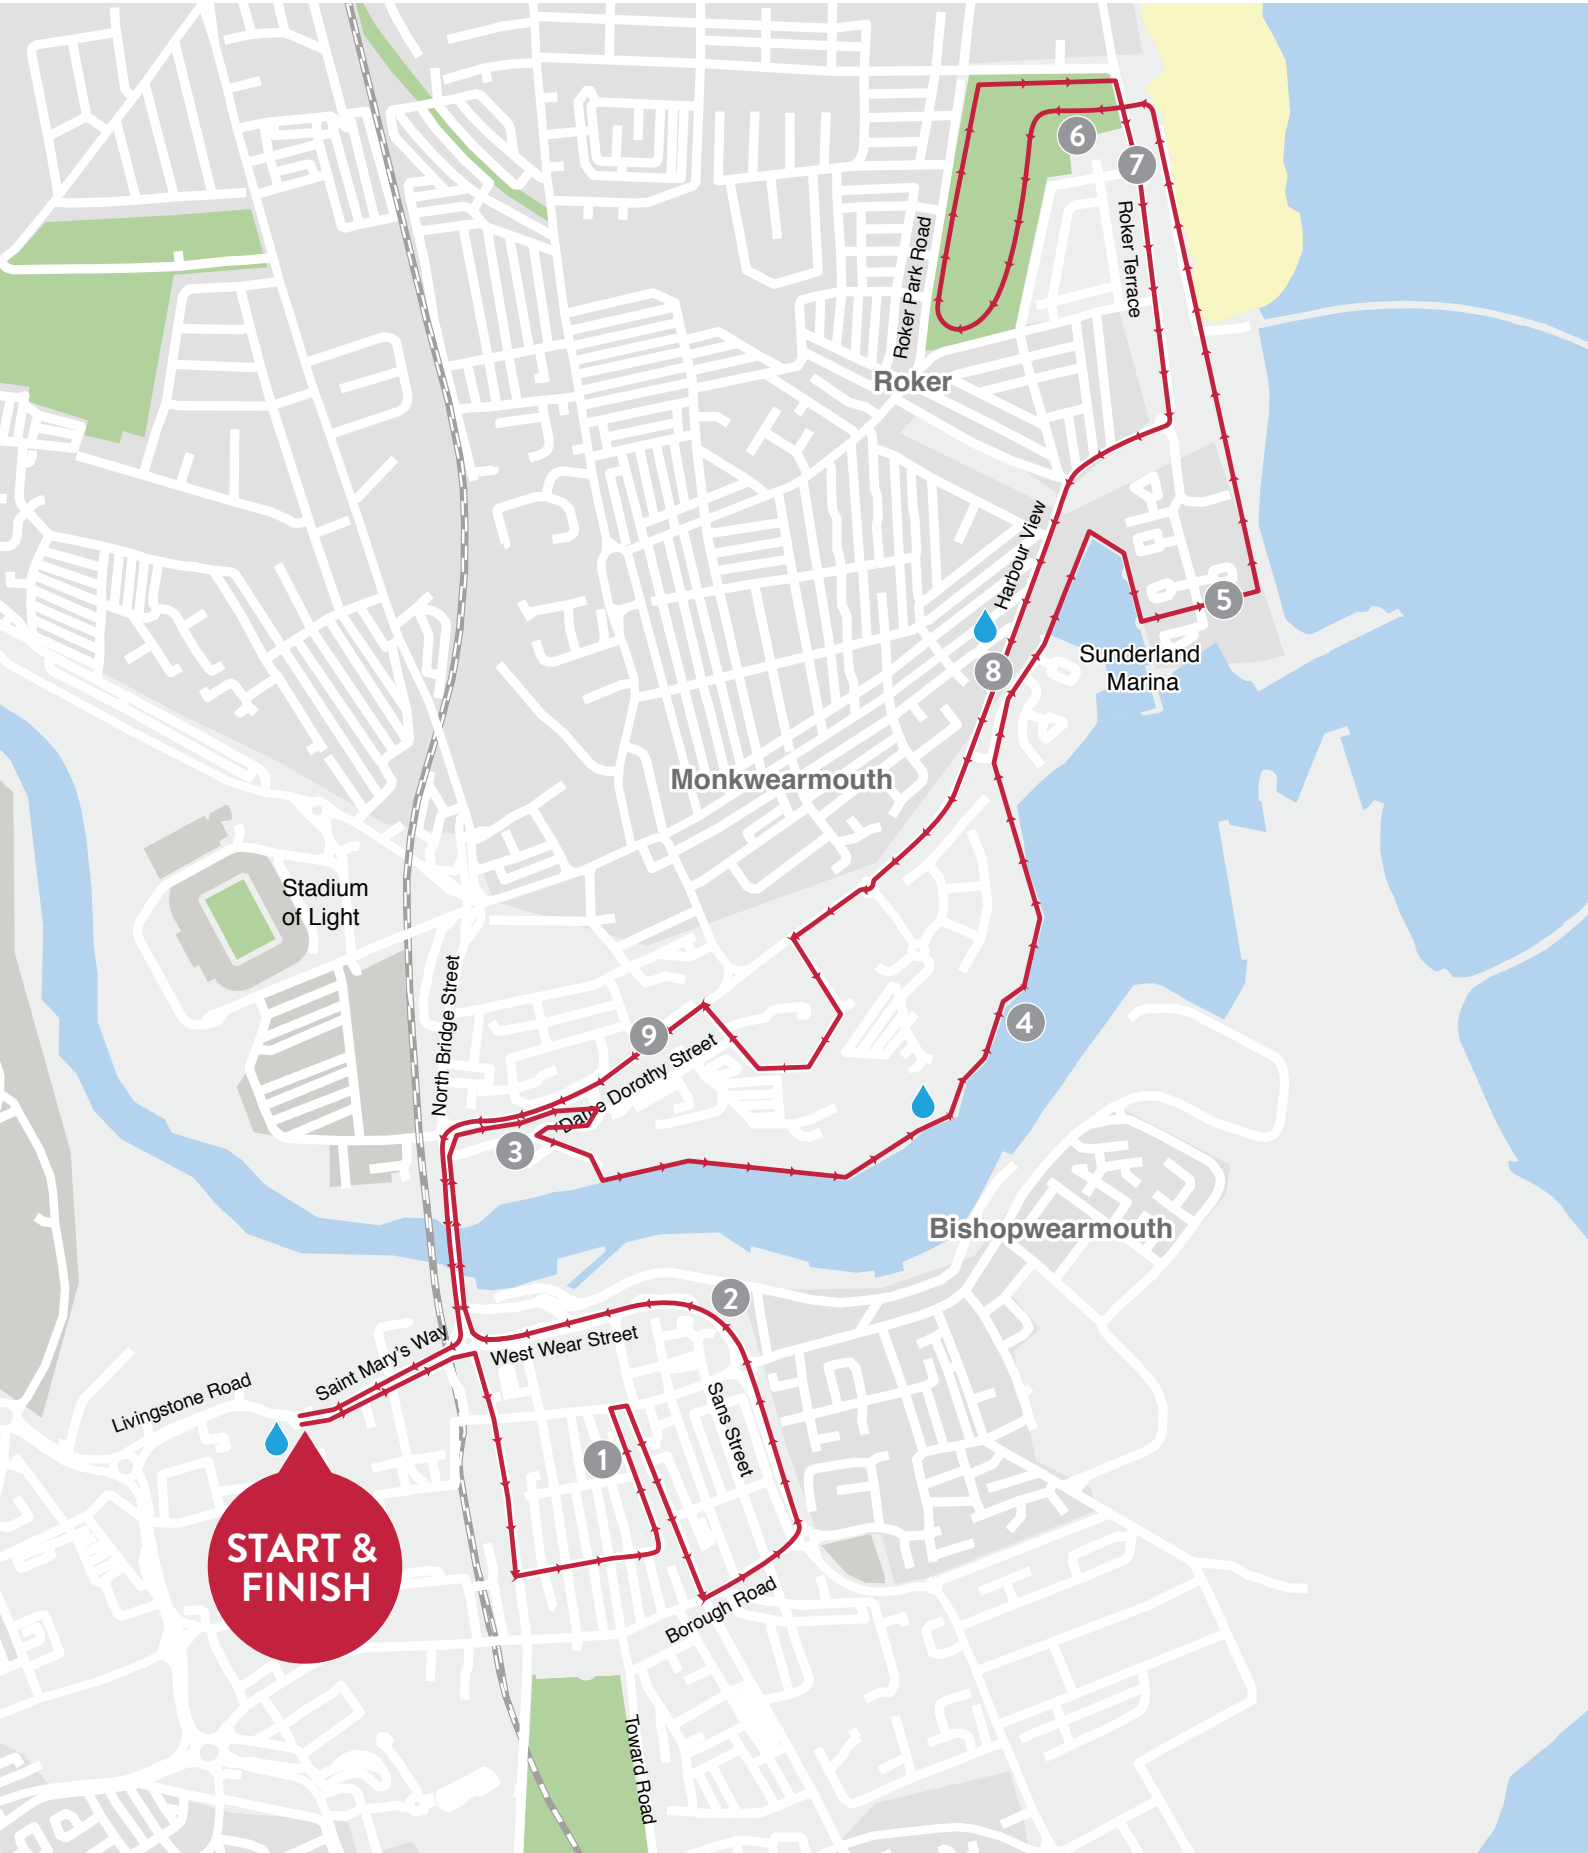 6
7
Roker Terrace
Roker Park Road
Roker
Harbour View
5
8
Sunderland
Marina
Monkwearmouth
Stadium
of Light
North Bridge Street
4
9
Dame Dorothy Street
3
Bishopwearmouth
2
West Wear Street
Saint Mary's Way
Livingstone Road
Sans Street
1
START &
FINISH
Borough Road
Toward Road